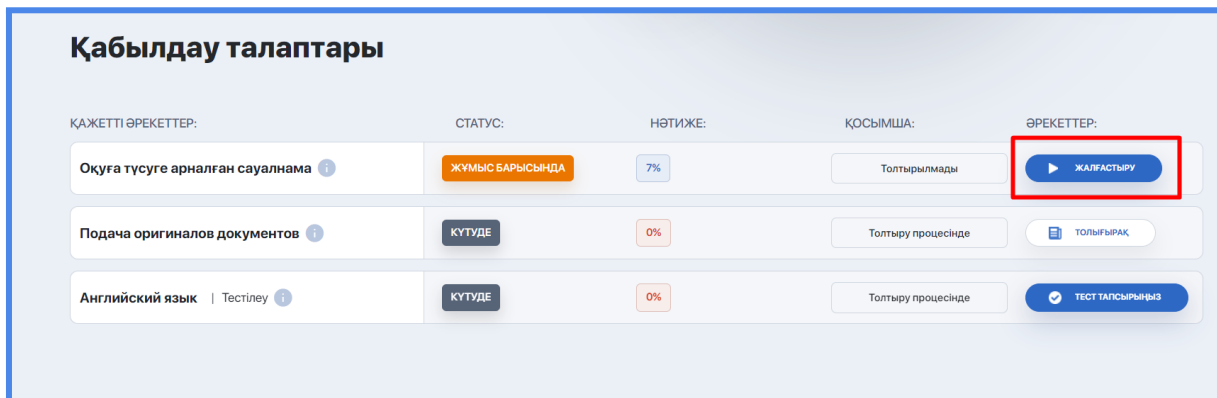 Қабылдау талаптары
ҚАЖЕТТІ ӘРЕКЕТТЕР: СТАТУС: НӘТИЖЕ: ҚОСЫМША: ӘРЕКЕТТЕР:
Оқуға түсуге арналған сауалнама i ЖҰМЫС БАРЫСЫНДА 7% Толтырылмады ЖАЛҒАСТЫРУ
Подача оригиналов документов i КҮТУДЕ 0% Толтыру процесінде ТОЛЫҒЫРАҚ
Английский язык | Тестілеу i КҮТУДЕ 0% Толтыру процесінде ТЕСТ ТАПСЫРЫҢЫЗ